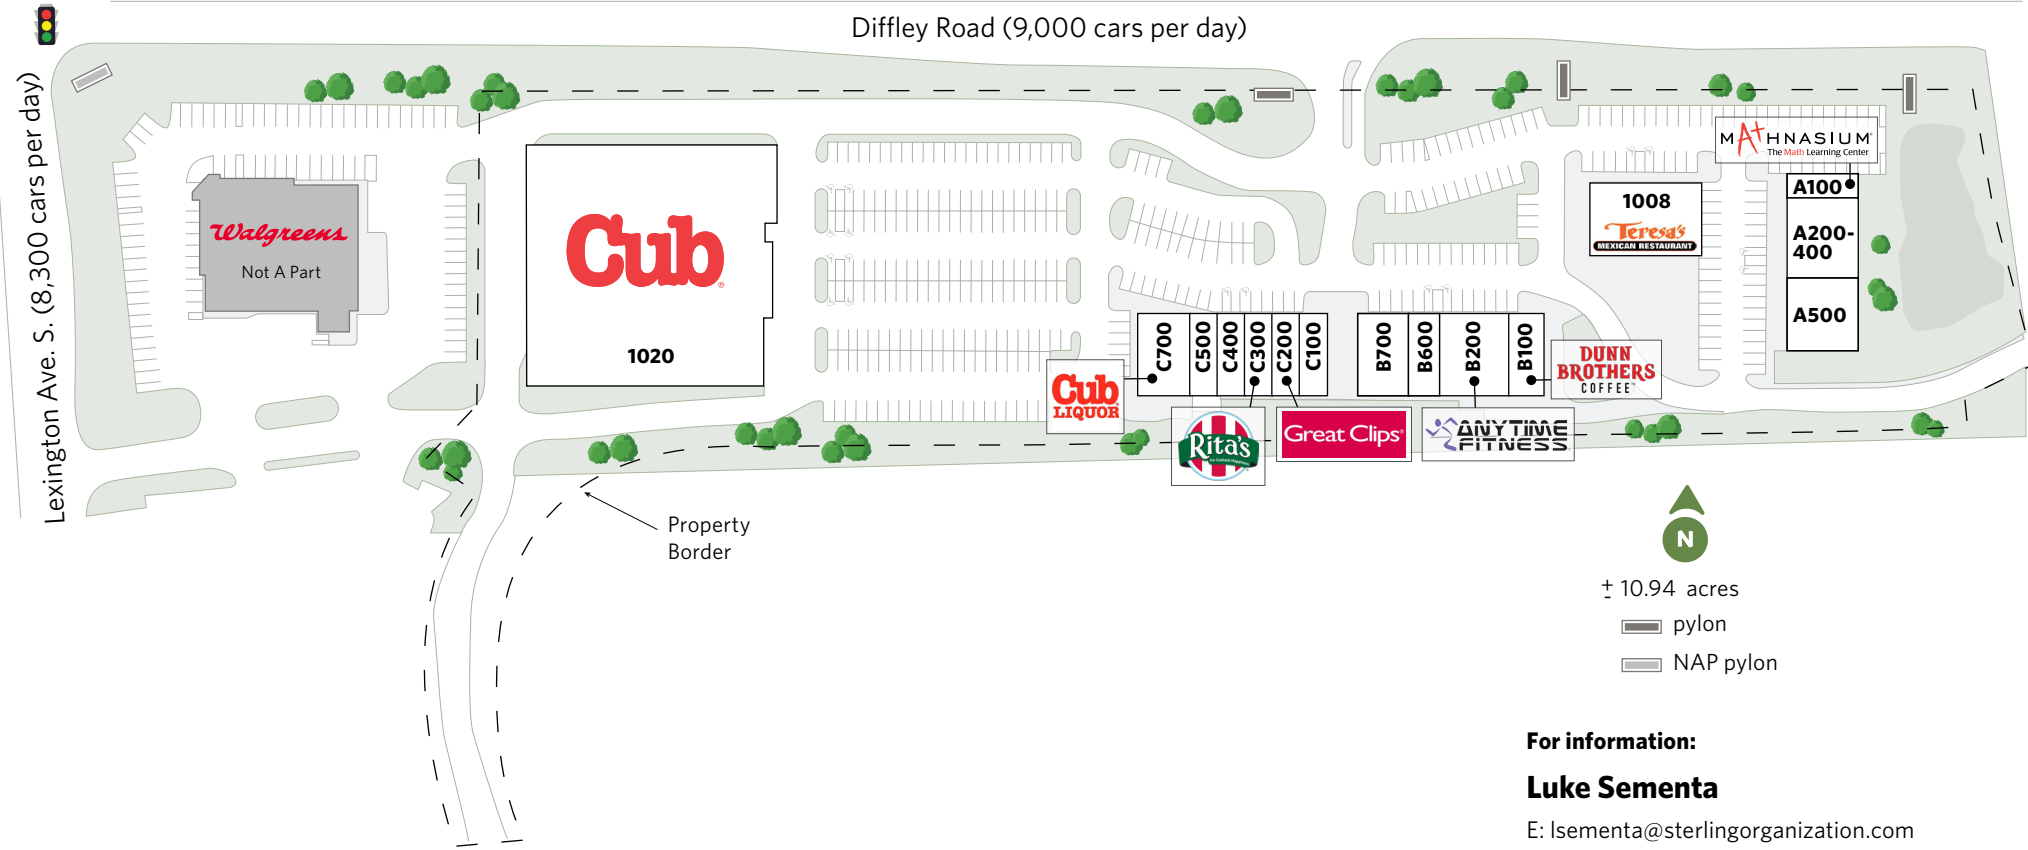 Diffley Road (9,000 cars per day)
Lexington Ave. S. (8,300 cars per day)
Walgreens
Not A Part
Cub
1020
MATHNASIUM
The Math Learning Center
1008
Teresa's
MEXICAN RESTAURANT
A100
A200-
400
A500
C700
C500
C400
C300
C200
C100
B700
B600
B200
B100
Cub
LIQUOR
Rita's
Great Clips
ANYTIME
FITNESS
DUNN
BROTHERS
COFFEE
Property
Border
N
± 10.94 acres
pylon
NAP pylon
For information:
Luke Sementa
E: lsementa@sterlingorganization.com